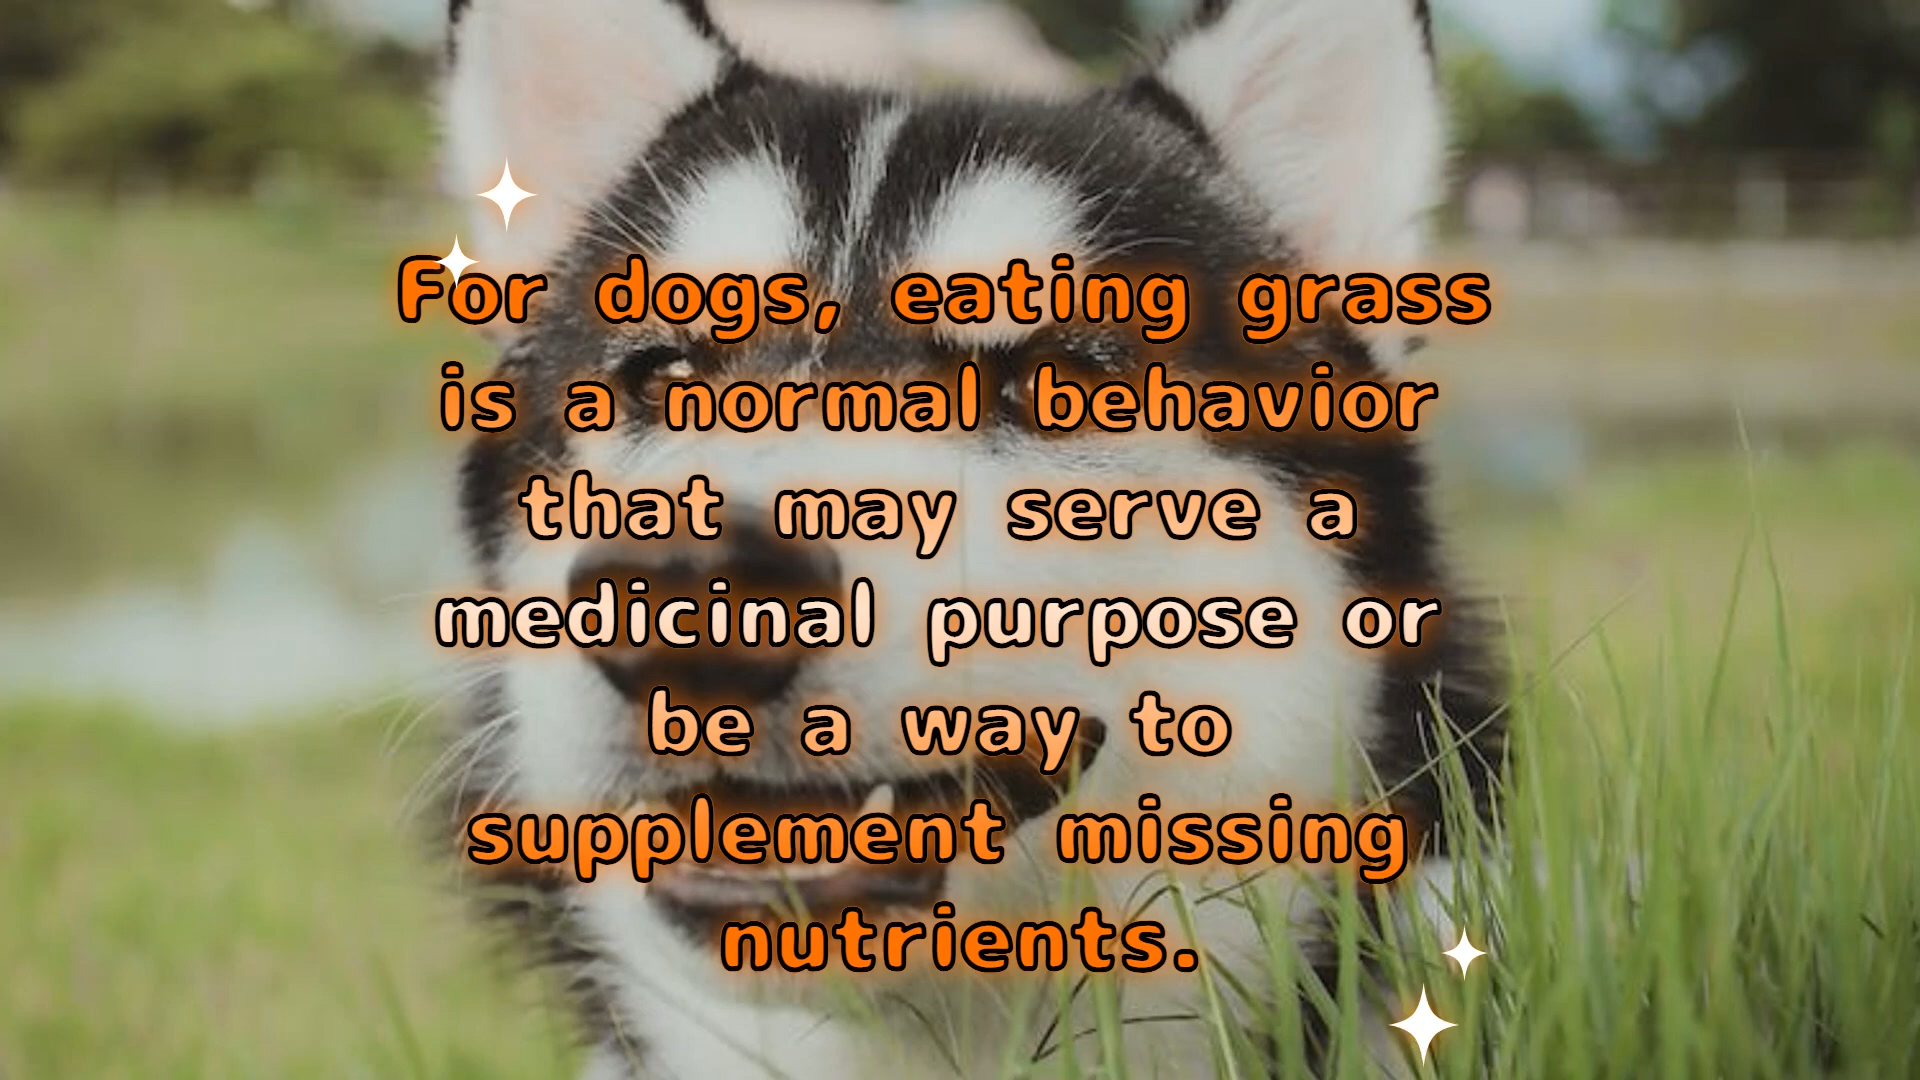 For dogs, eating grass
is a normal behavior
that may serve a
medicinal purpose or
be a way to
supplement missing
nutrients.